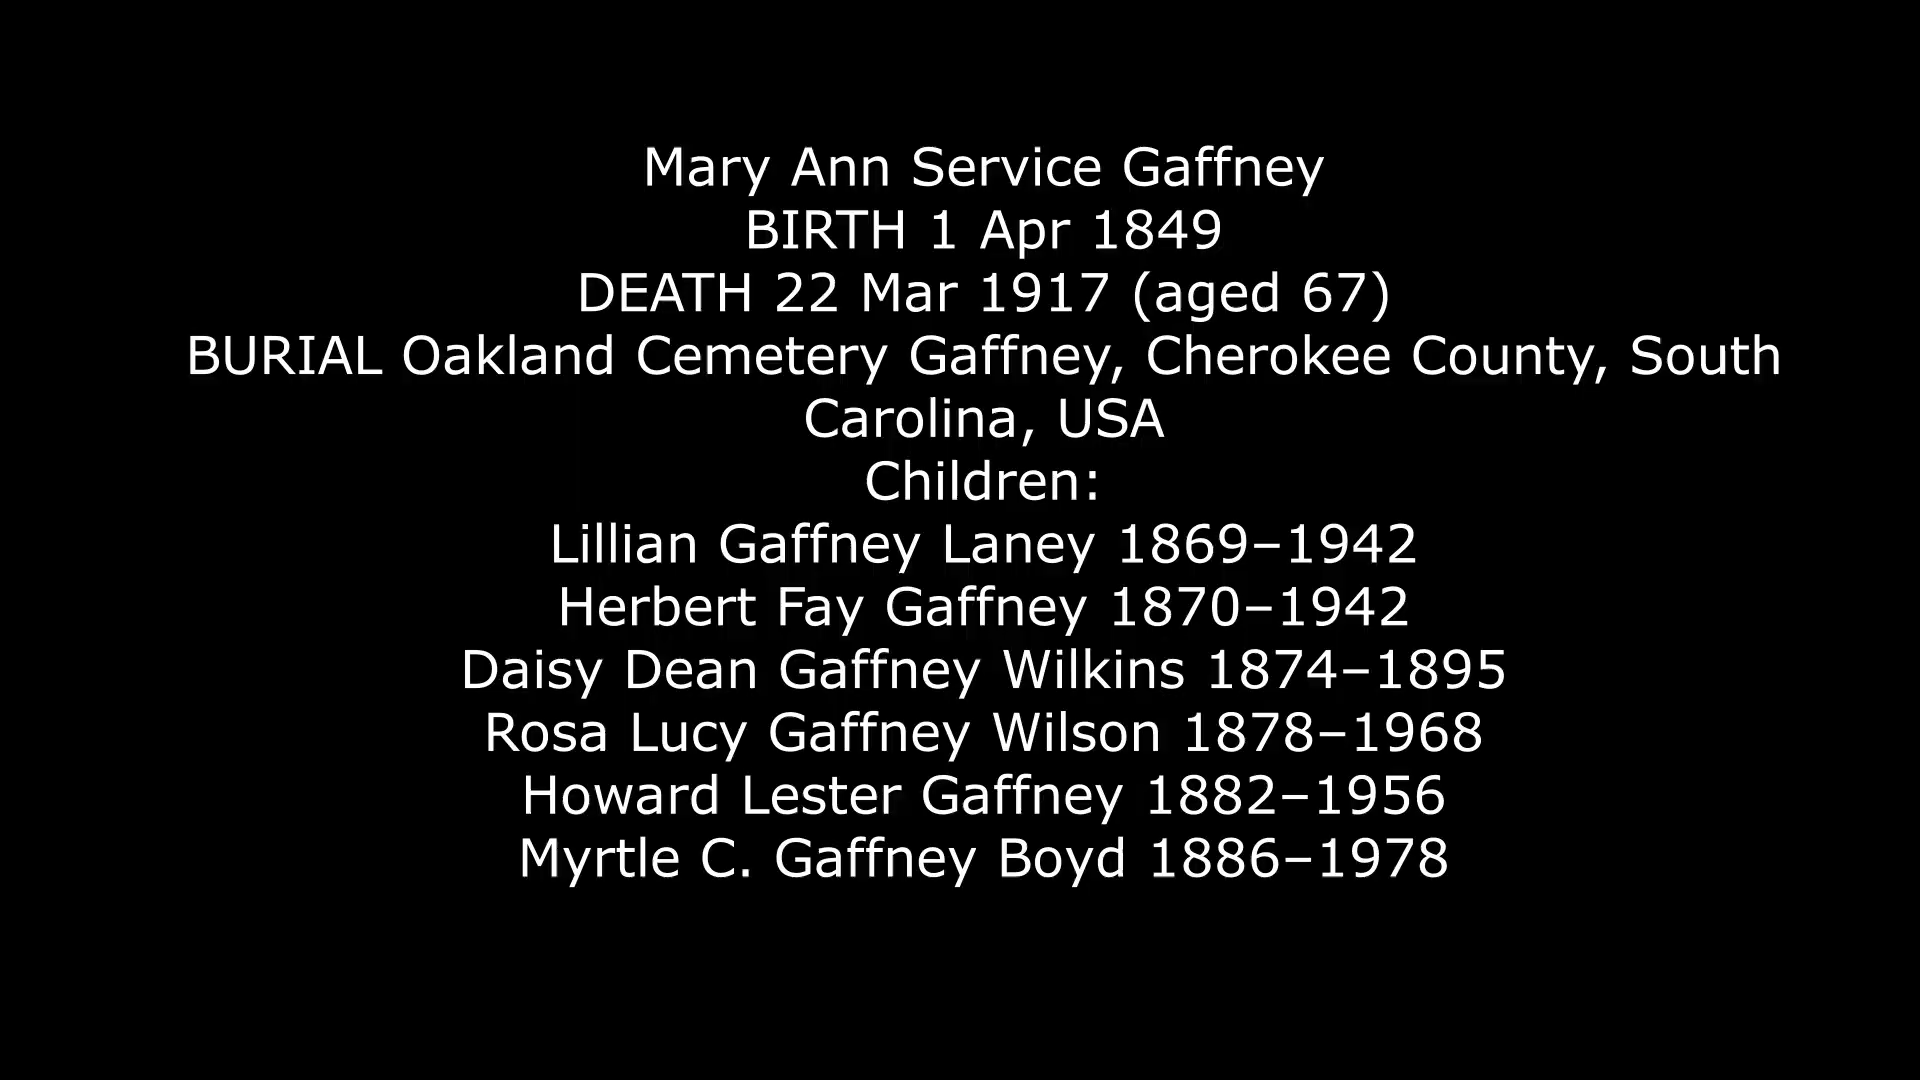 Mary Ann Service Gaffney
BIRTH 1 Apr 1849
DEATH 22 Mar 1917 (aged 67)
BURIAL Oakland Cemetery Gaffney, Cherokee County, South
Carolina, USA
Children:
Lillian Gaffney Laney 1869–1942
Herbert Fay Gaffney 1870–1942
Daisy Dean Gaffney Wilkins 1874–1895
Rosa Lucy Gaffney Wilson 1878–1968
Howard Lester Gaffney 1882–1956
Myrtle C. Gaffney Boyd 1886–1978